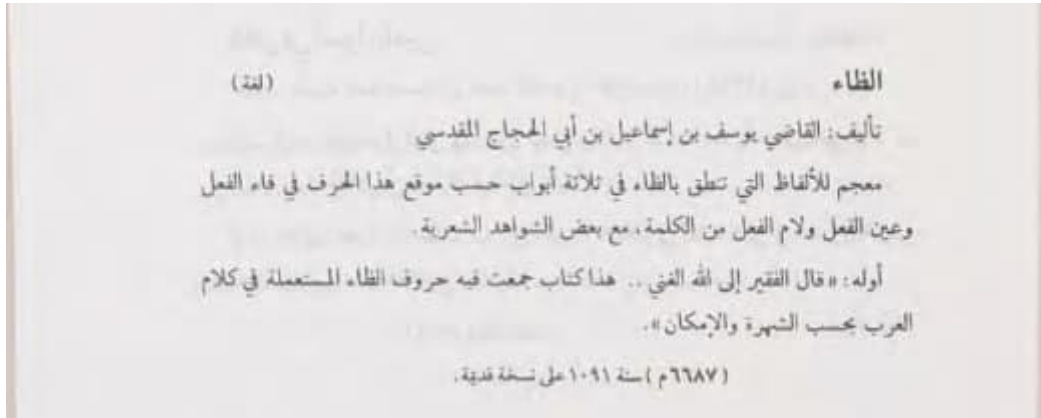 الظاء (لغة)
تأليف: القاضي يوسف بن إسماعيل بن أبي الحجاج المقدسي
معجم للألفاظ التي تنطق بالظاء في ثلاثة أبواب حسب موقع هذا الحرف في فاء الفعل
وعين الفعل ولام الفعل من الكلمة، مع بعض الشواهد الشعرية.
أوله: «قال الفقير إلى الله الغني .. هذا كتاب جمعت فيه حروف الظاء المستعملة في كلام
العرب بحسب الشهرة والإمكان».
(٦٦٨٧ م) سنة ١٠٩١ على نسخة قديمة.